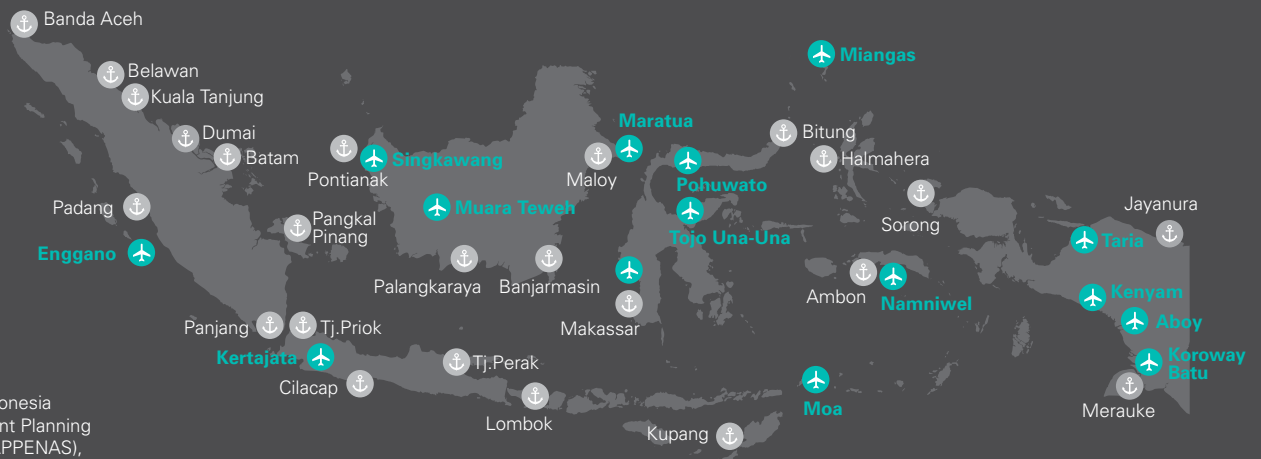 Banda Aceh
Miangas
Belawan
Kuala Tanjung
Maratua
Dumai
Bitung
Batam
Singkawang
Halmahera
Pontianak
Maloy
Pohuwato
Padang
Muara Teweh
Jayanura
Pangkal
Pinang
Sorong
Tojo Una-Una
Taria
Enggano
Palangkaraya
Banjarmasin
Ambon
Namniwel
Kenyam
Panjang
Tj.Priok
Makassar
Aboy
Kertajata
Tj.Perak
Koroway
Batu
Cilacap
Moa
Merauke
Lombok
Kupang
onesia
nt Planning
APPENAS),